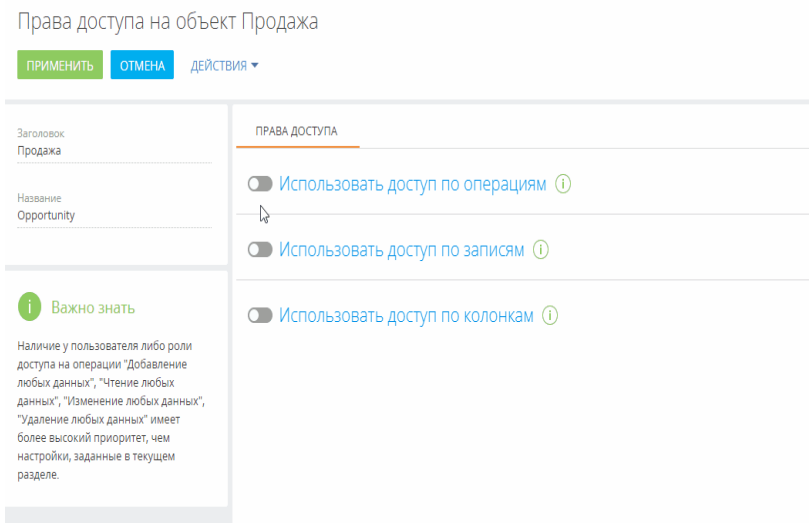 Права доступа на объект Продажа
ПРИМЕНИТЬ ОТМЕНА ДЕЙСТВИЯ
Заголовок
Продажа
Название
Opportunity
i Важно знать
Наличие у пользователя либо роли
доступа на операции "Добавление
любых данных", "Чтение любых
данных", "Изменение любых данных",
"Удаление любых данных" имеет
более высокий приоритет, чем
настройки, заданные в текущем
разделе.
ПРАВА ДОСТУПА
Использовать доступ по операциям i
Использовать доступ по записям i
Использовать доступ по колонкам i